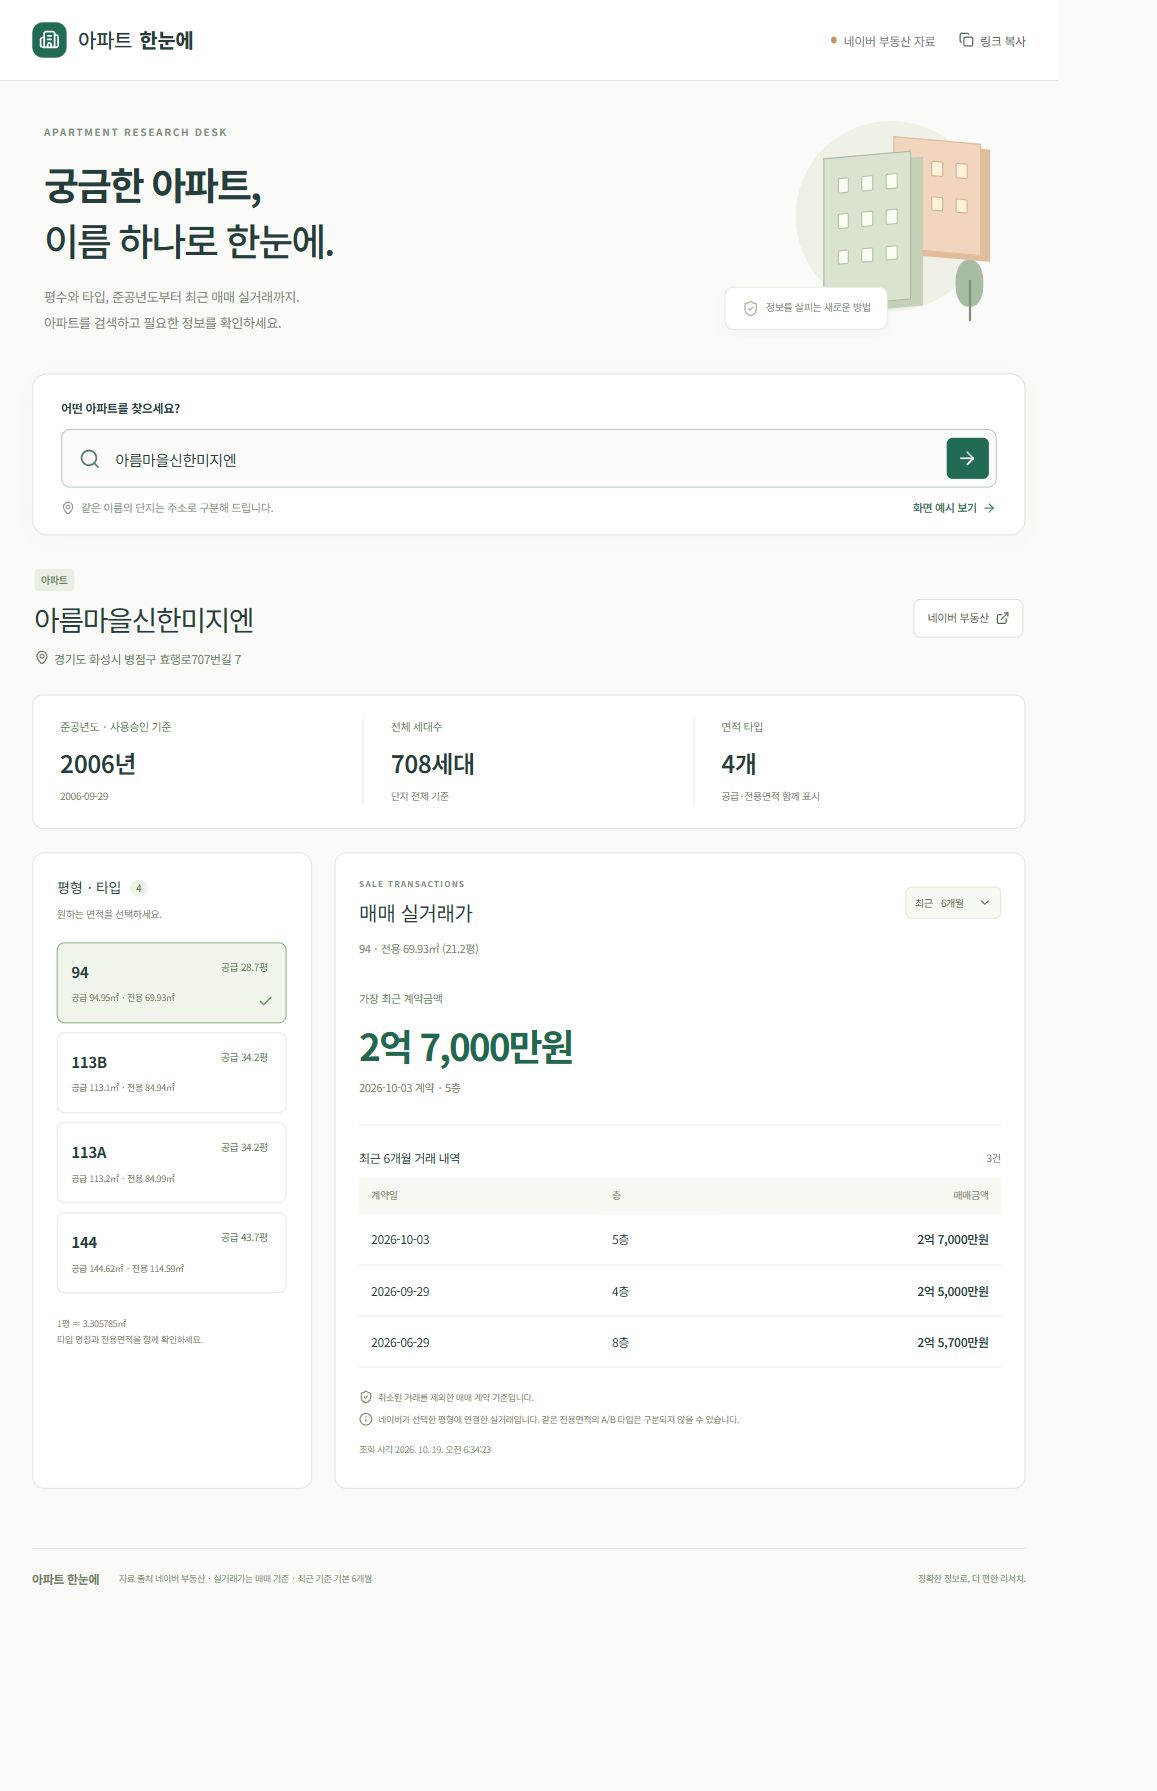 아파트 한눈에
네이버 부동산 자료
링크 복사
APARTMENT RESEARCH DESK
궁금한 아파트,
이름 하나로 한눈에.
평수와 타입, 준공년도부터 최근 매매 실거래까지.
아파트를 검색하고 필요한 정보를 확인하세요.
정보를 살피는 새로운 방법
어떤 아파트를 찾으세요?
아름마을신한미지엔
같은 이름의 단지는 주소로 구분해 드립니다.
화면 예시 보기
아파트
아름마을신한미지엔
네이버 부동산
경기도 화성시 병점구 효행로707번길 7
준공년도 · 사용승인 기준
2006년
2006-09-29
전체 세대수
708세대
단지 전체 기준
면적 타입
4개
공급·전용면적 함께 표시
평형 · 타입 4
원하는 면적을 선택하세요.
94
공급 28.7평
공급 94.95㎡ · 전용 69.93㎡
113B
공급 34.2평
공급 113.1㎡ · 전용 84.94㎡
113A
공급 34.2평
공급 113.2㎡ · 전용 84.99㎡
144
공급 43.7평
공급 144.62㎡ · 전용 114.59㎡
1평 ≈ 3.305785㎡
타입 명칭과 전용면적을 함께 확인하세요.
SALE TRANSACTIONS
매매 실거래가
최근 6개월
94 · 전용 69.93㎡ (21.2평)
가장 최근 계약금액
2억 7,000만원
2026-10-03 계약 · 5층
최근 6개월 거래 내역
3건
계약일 층 매매금액
2026-10-03 5층 2억 7,000만원
2026-09-29 4층 2억 5,000만원
2026-06-29 8층 2억 5,700만원
취소된 거래를 제외한 매매 계약 기준입니다.
네이버가 선택한 평형에 연결한 실거래입니다. 같은 전용면적의 A/B 타입은 구분되지 않을 수 있습니다.
조회 시각 2026. 10. 19. 오전 6:34:23
아파트 한눈에
자료 출처 네이버 부동산 · 실거래가는 매매 기준 · 최근 기준 기본 6개월
정확한 정보로, 더 편한 리서치.